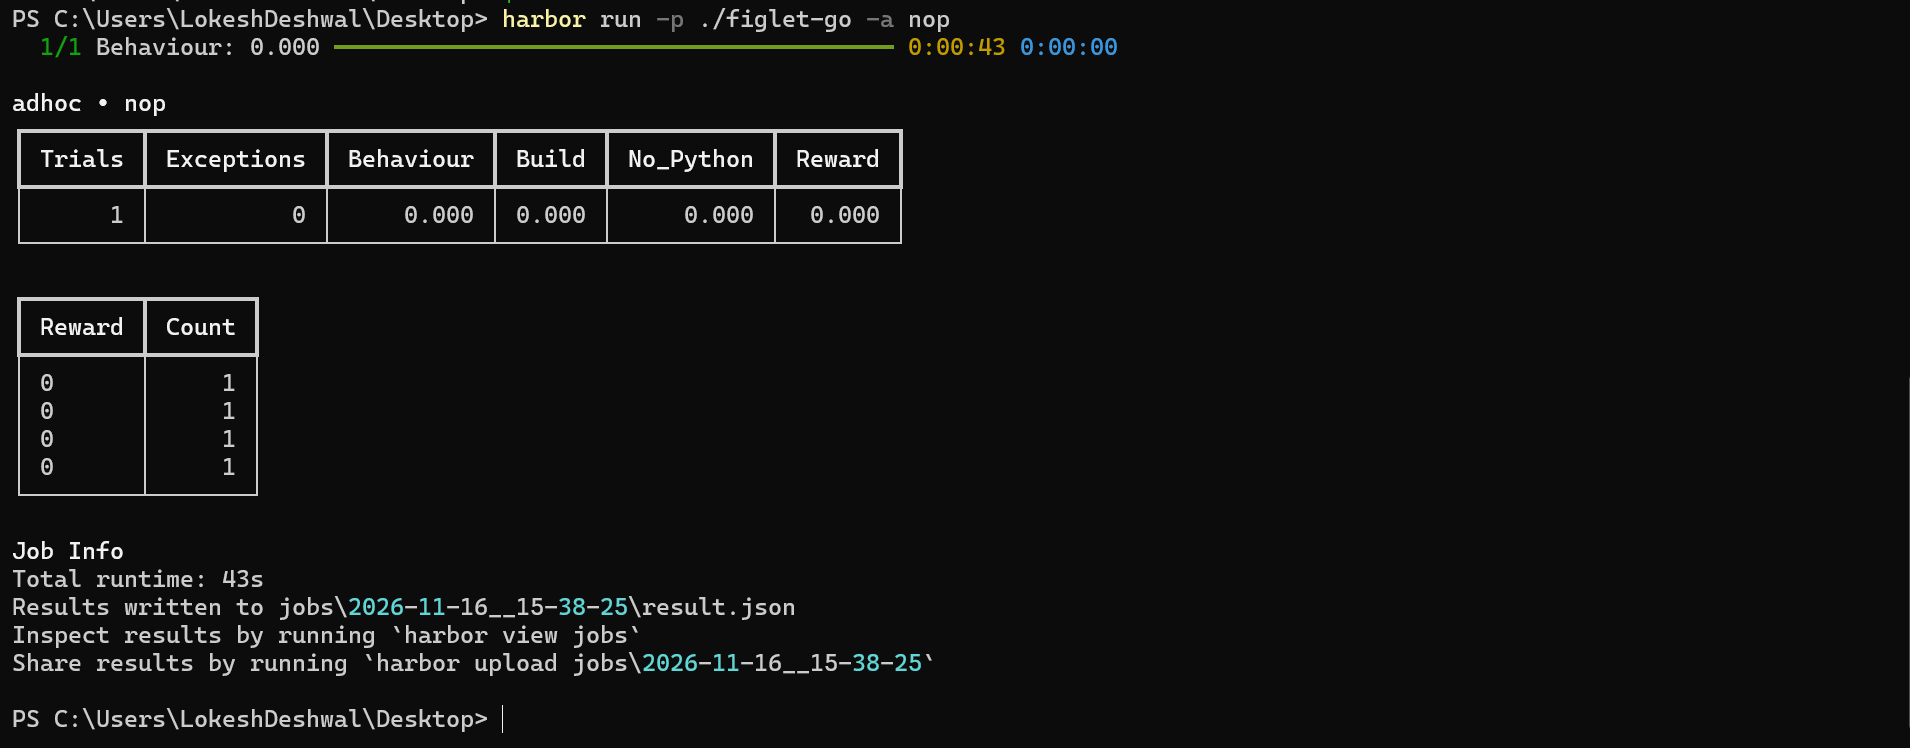 PS C:\Users\LokeshDeshwal\Desktop> harbor run -p ./figlet-go -a nop
1/1 Behaviour: 0.000 0:00:43 0:00:00
adhoc • nop
Trials Exceptions Behaviour Build No_Python Reward
1 0 0.000 0.000 0.000 0.000
Reward Count
0 1
0 1
0 1
0 1
Job Info
Total runtime: 43s
Results written to jobs\2026-11-16__15-38-25\result.json
Inspect results by running `harbor view jobs`
Share results by running `harbor upload jobs\2026-11-16__15-38-25`
PS C:\Users\LokeshDeshwal\Desktop>